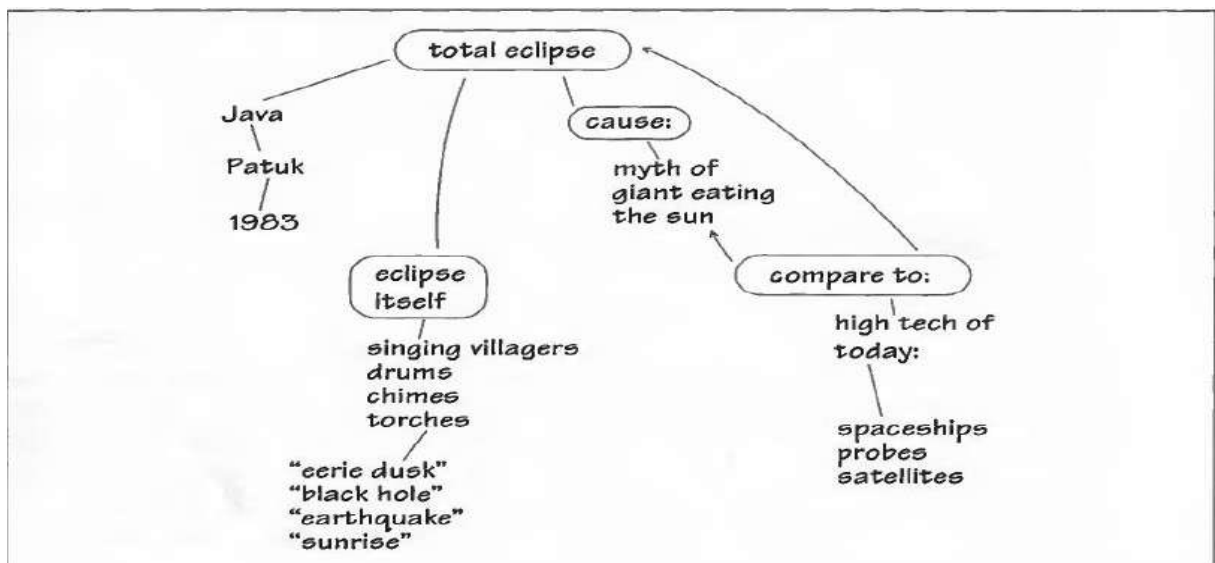 total eclipse
Java
Patuk
1983
eclipse
itself
singing villagers
drums
chimes
torches
"eerie dusk"
"black hole"
"earthquake"
"sunrise"
cause:
myth of
giant eating
the sun
compare to:
high tech of
today:
spaceships
probes
satellites